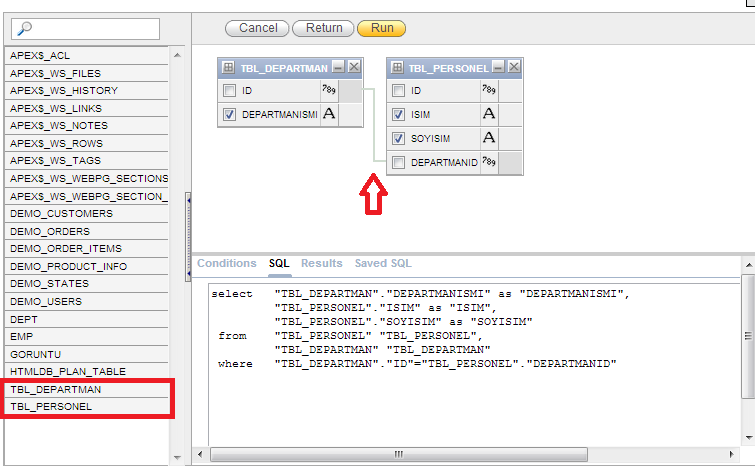 Cancel Return Run
APEX$_ACL
APEX$_WS_FILES
APEX$_WS_HISTORY
APEX$_WS_LINKS
APEX$_WS_NOTES
APEX$_WS_ROWS
APEX$_WS_TAGS
APEX$_WS_WEBPG_SECTIONS
APEX$_WS_WEBPG_SECTION_
DEMO_CUSTOMERS
DEMO_ORDERS
DEMO_ORDER_ITEMS
DEMO_PRODUCT_INFO
DEMO_STATES
DEMO_USERS
DEPT
EMP
GORUNTU
HTMLDB_PLAN_TABLE
TBL_DEPARTMAN
TBL_PERSONEL
TBL_DEPARTMAN
ID 789
DEPARTMANISMI A
TBL_PERSONEL
ID 789
ISIM A
SOYISIM A
DEPARTMANID 789
Conditions SQL Results Saved SQL
select "TBL_DEPARTMAN"."DEPARTMANISMI" as "DEPARTMANISMI",
"TBL_PERSONEL"."ISIM" as "ISIM",
"TBL_PERSONEL"."SOYISIM" as "SOYISIM"
from "TBL_PERSONEL" "TBL_PERSONEL",
"TBL_DEPARTMAN" "TBL_DEPARTMAN"
where "TBL_DEPARTMAN"."ID"="TBL_PERSONEL"."DEPARTMANID"